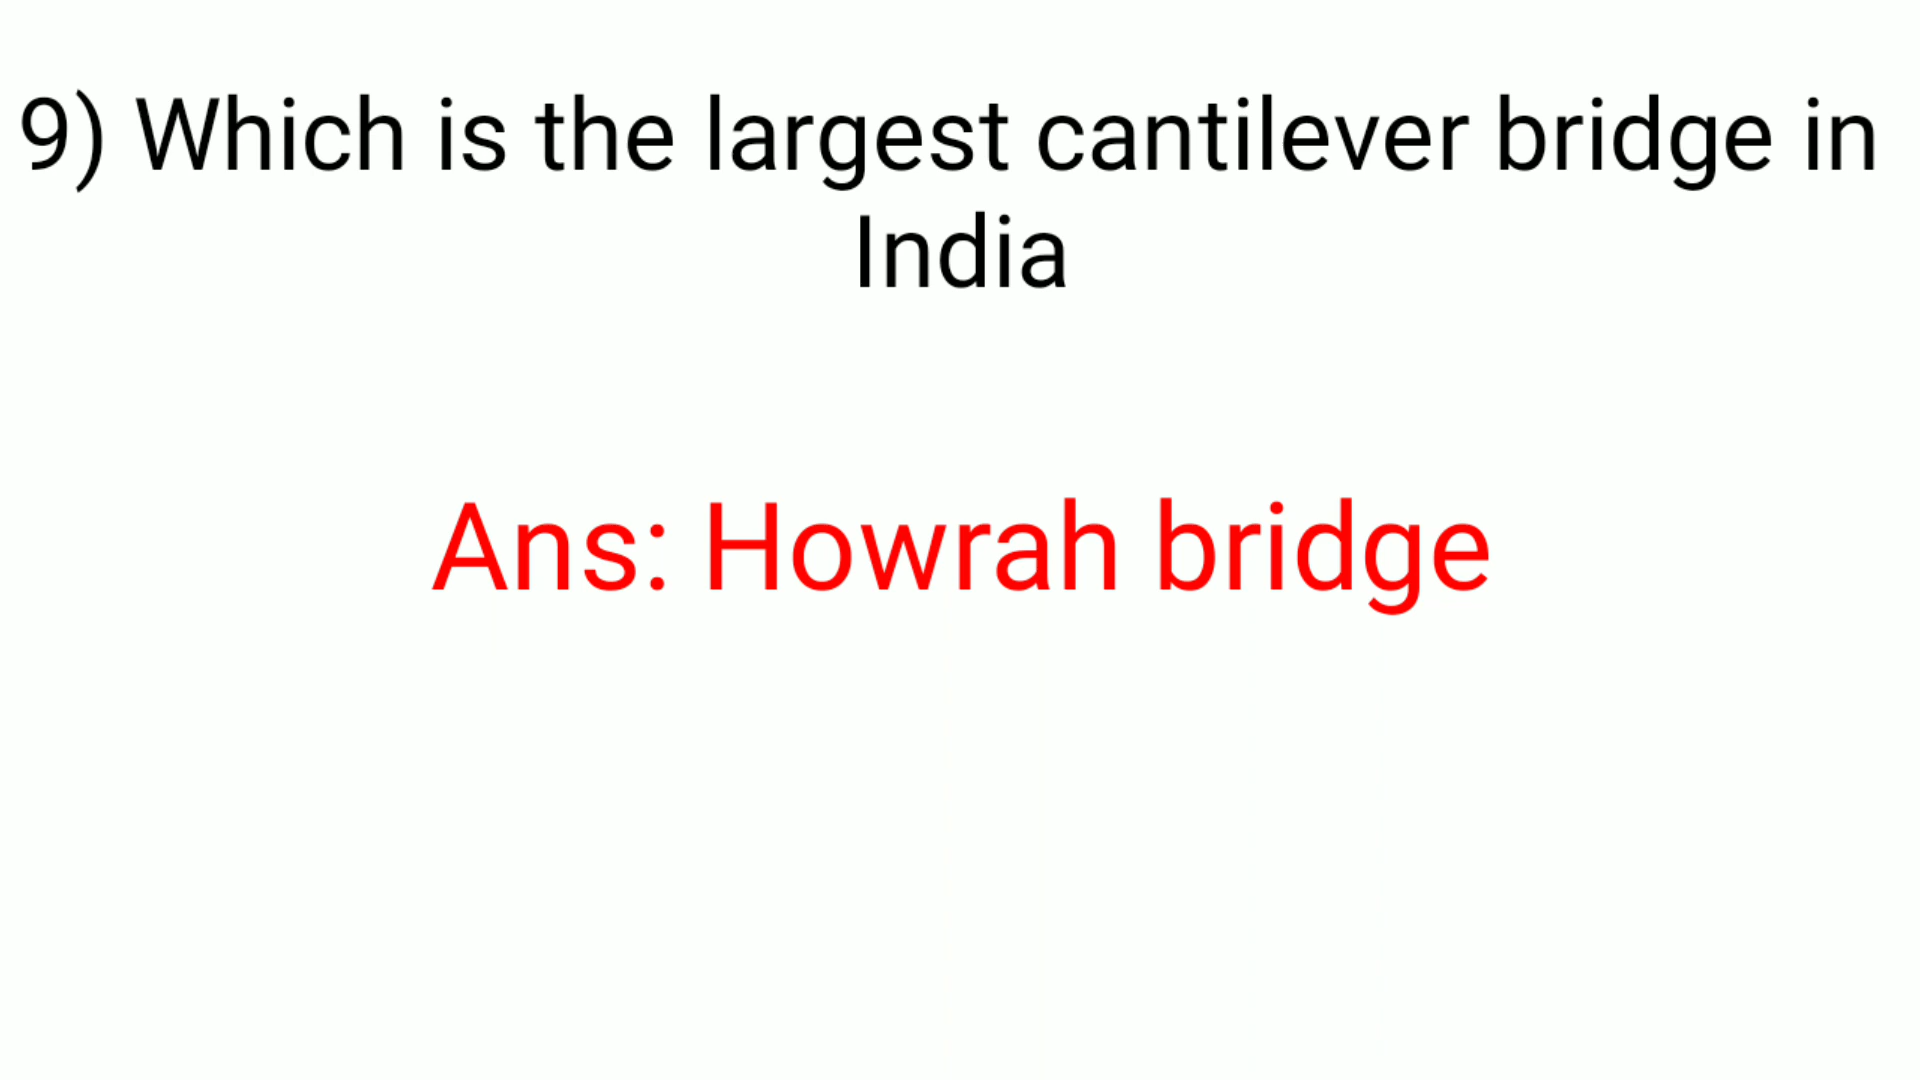 9) Which is the largest cantilever bridge in
India
Ans: Howrah bridge